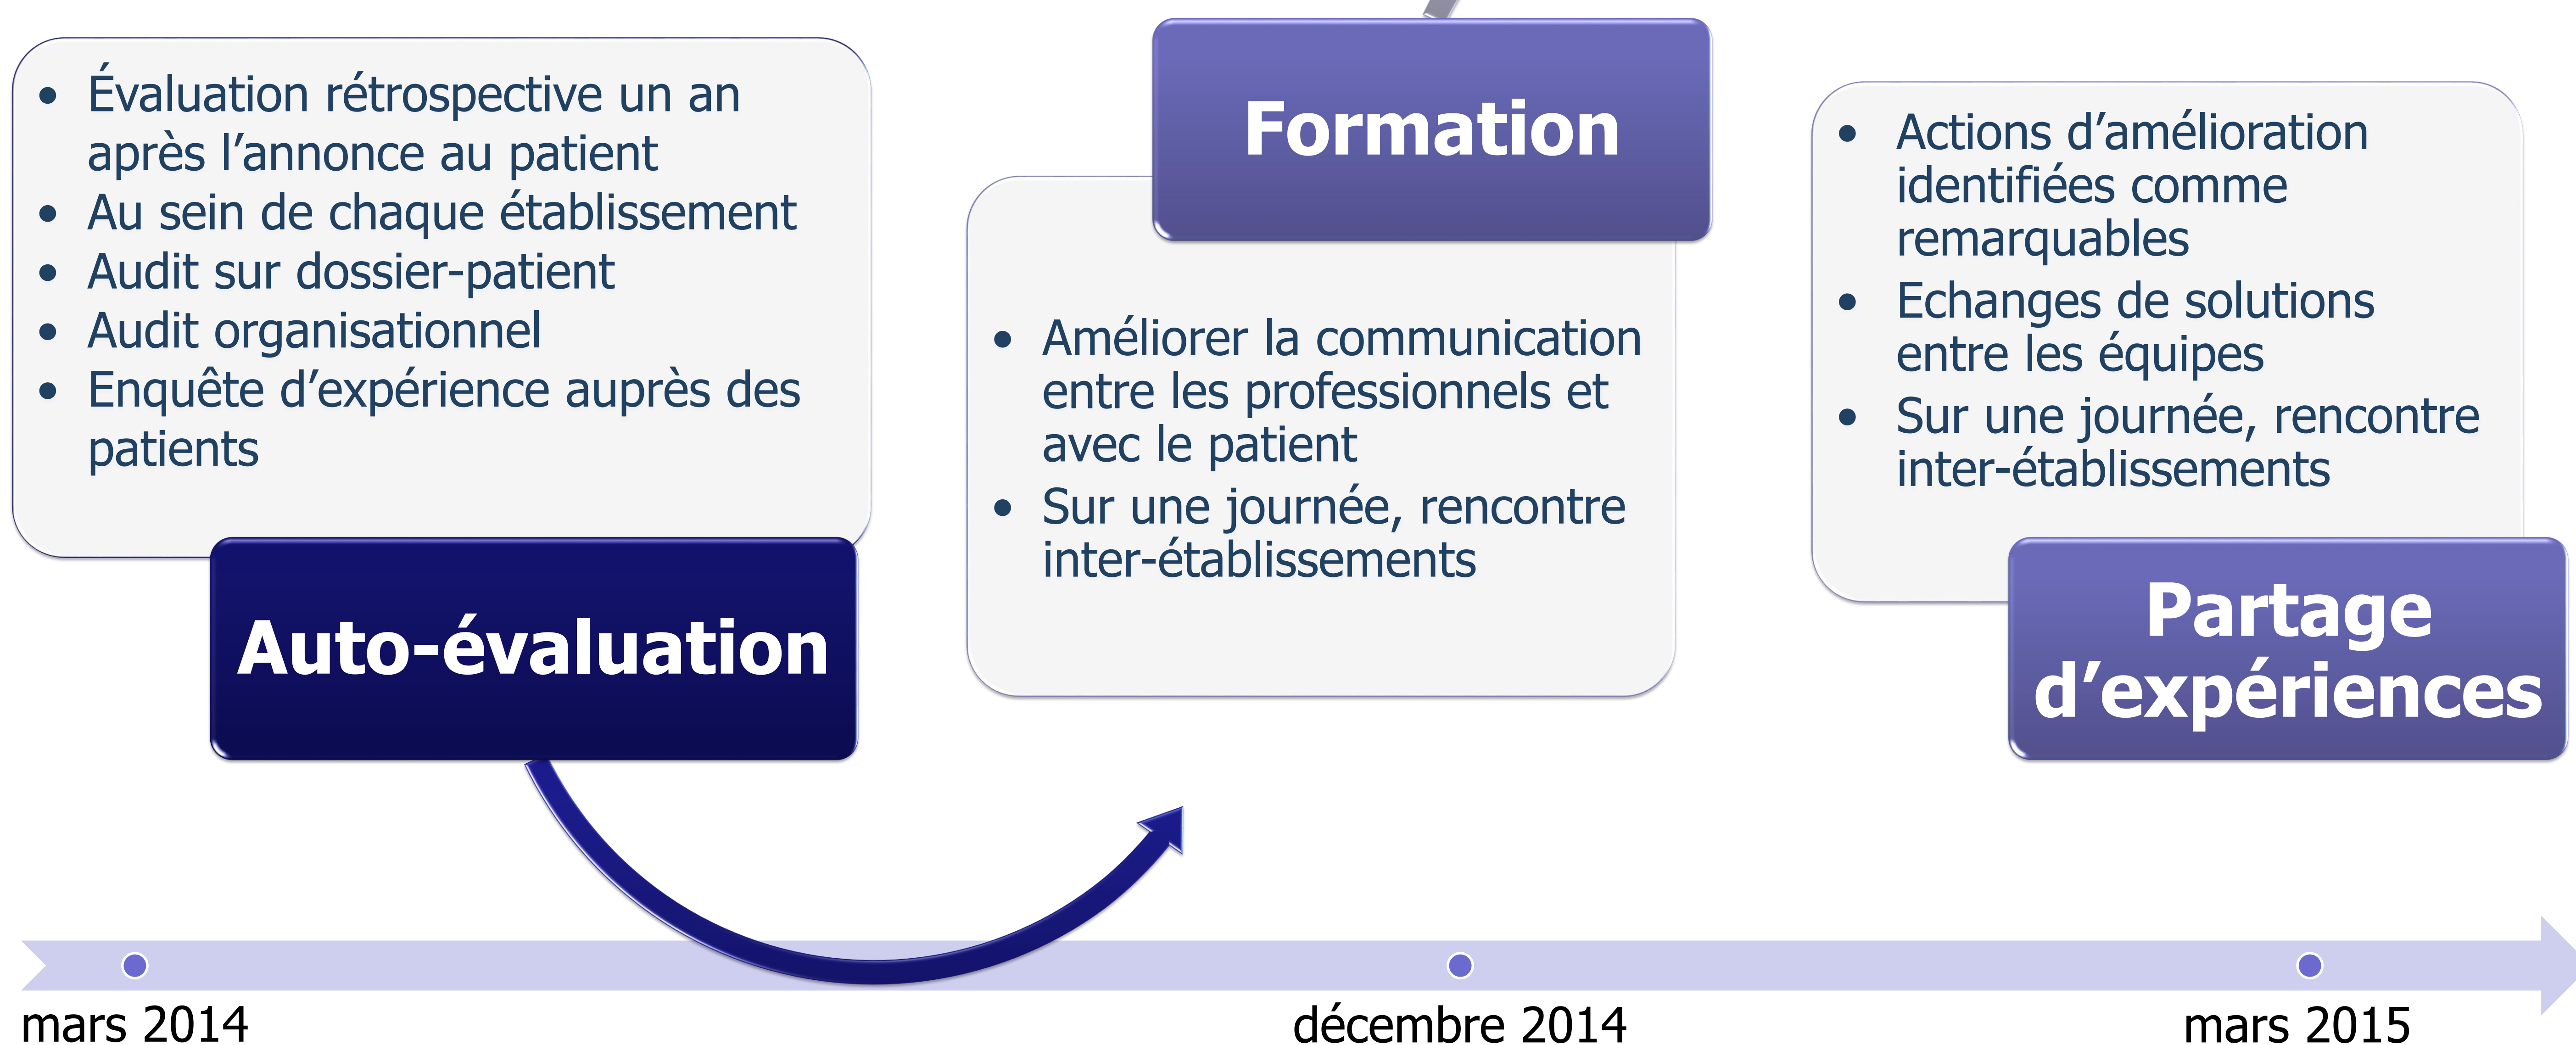 • Évaluation rétrospective un an
après l’annonce au patient
• Au sein de chaque établissement
• Audit sur dossier-patient
• Audit organisationnel
• Enquête d’expérience auprès des
patients
Auto-évaluation
Formation
• Améliorer la communication
entre les professionnels et
avec le patient
• Sur une journée, rencontre
inter-établissements
• Actions d’amélioration
identifiées comme
remarquables
• Echanges de solutions
entre les équipes
• Sur une journée, rencontre
inter-établissements
Partage
d’expériences
mars 2014
décembre 2014
mars 2015